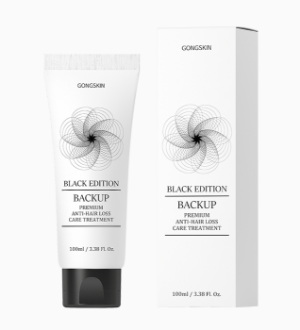 GONGSKIN
BLACK EDITION
BACKUP
PREMIUM
ANTI-HAIR LOSS
CARE TREATMENT
100ml / 3.38 Fl. Oz.
GONGSKIN
BLACK EDITION
BACKUP
PREMIUM
ANTI-HAIR LOSS
CARE TREATMENT
100ml / 3.38 Fl. Oz.